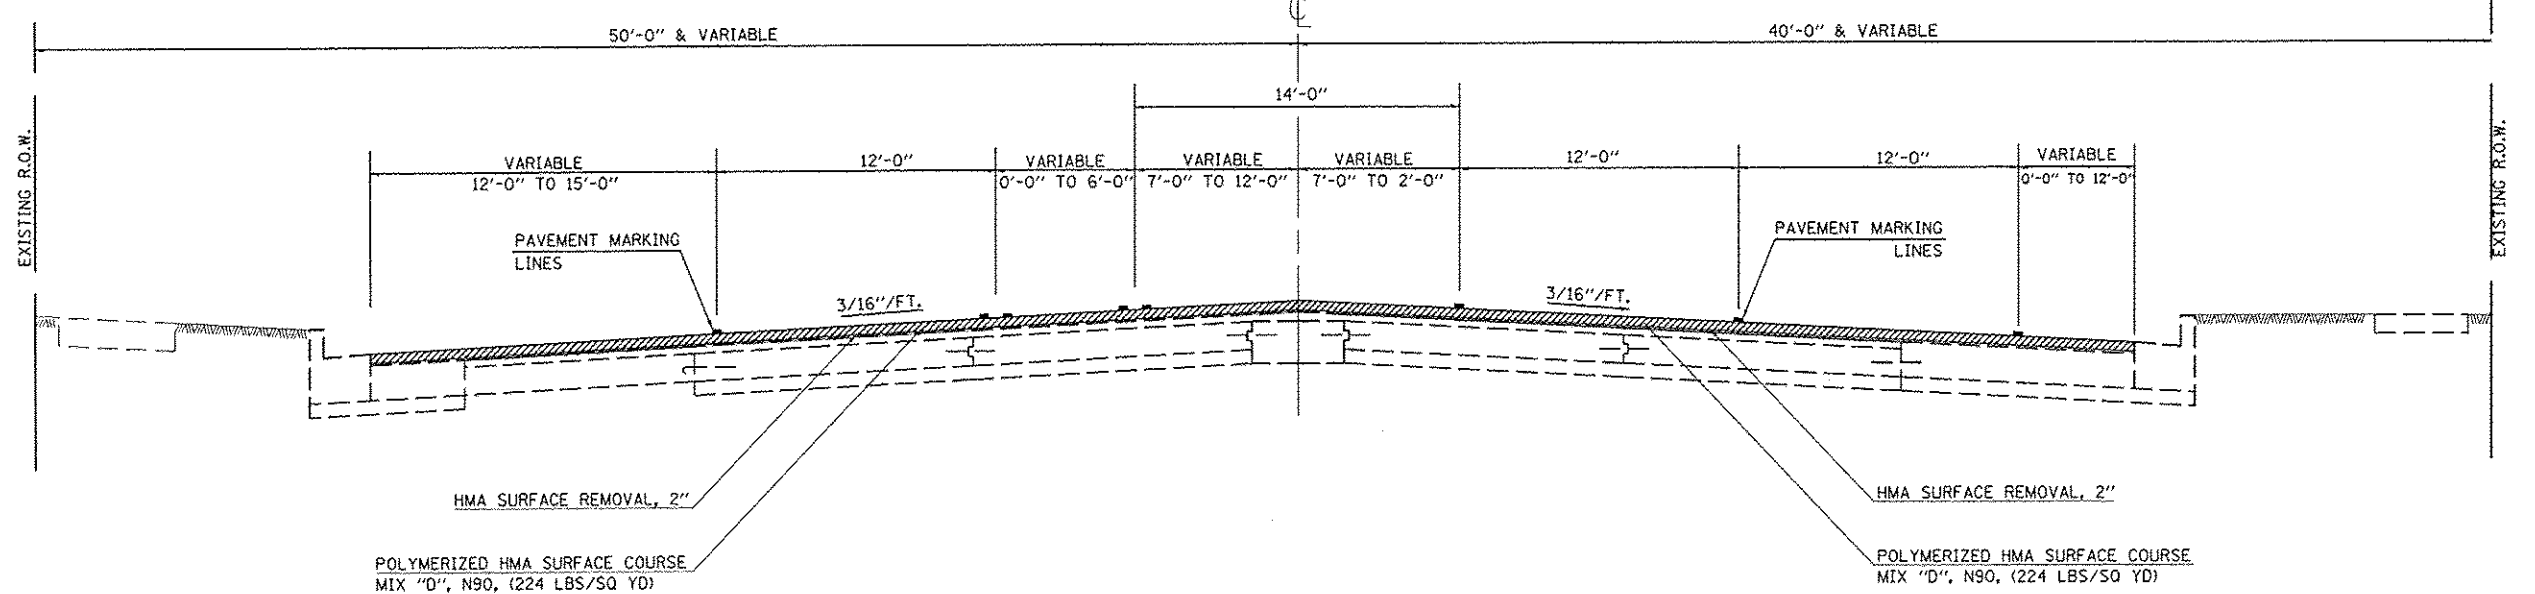 ℄
50'-0" & VARIABLE
40'-0" & VARIABLE
14'-0"
EXISTING R.O.W.
VARIABLE
12'-0" TO 15'-0"
12'-0"
VARIABLE
0'-0" TO 6'-0"
VARIABLE
7'-0" TO 12'-0"
VARIABLE
7'-0" TO 2'-0"
12'-0"
12'-0"
VARIABLE
0'-0" TO 12'-0"
EXISTING R.O.W.
PAVEMENT MARKING
LINES
PAVEMENT MARKING
LINES
3/16"/FT.
3/16"/FT.
HMA SURFACE REMOVAL, 2"
HMA SURFACE REMOVAL, 2"
POLYMERIZED HMA SURFACE COURSE
MIX "D", N90, (224 LBS/SQ YD)
POLYMERIZED HMA SURFACE COURSE
MIX "D", N90, (224 LBS/SQ YD)